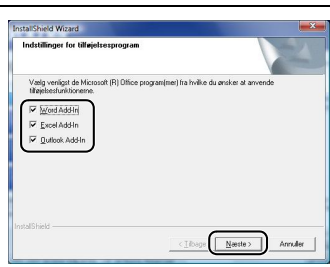 InstallShield Wizard
Indstillinger for tilføjelsesprogram
Vælg venligst de Microsoft (R) Office program(mer) fra hvilke du ønsker at anvende
tilføjelsesfunktionerne.
Word Add-In
Excel Add-In
Outlook Add-In
InstallShield
< Tilbage Næste > Annuller